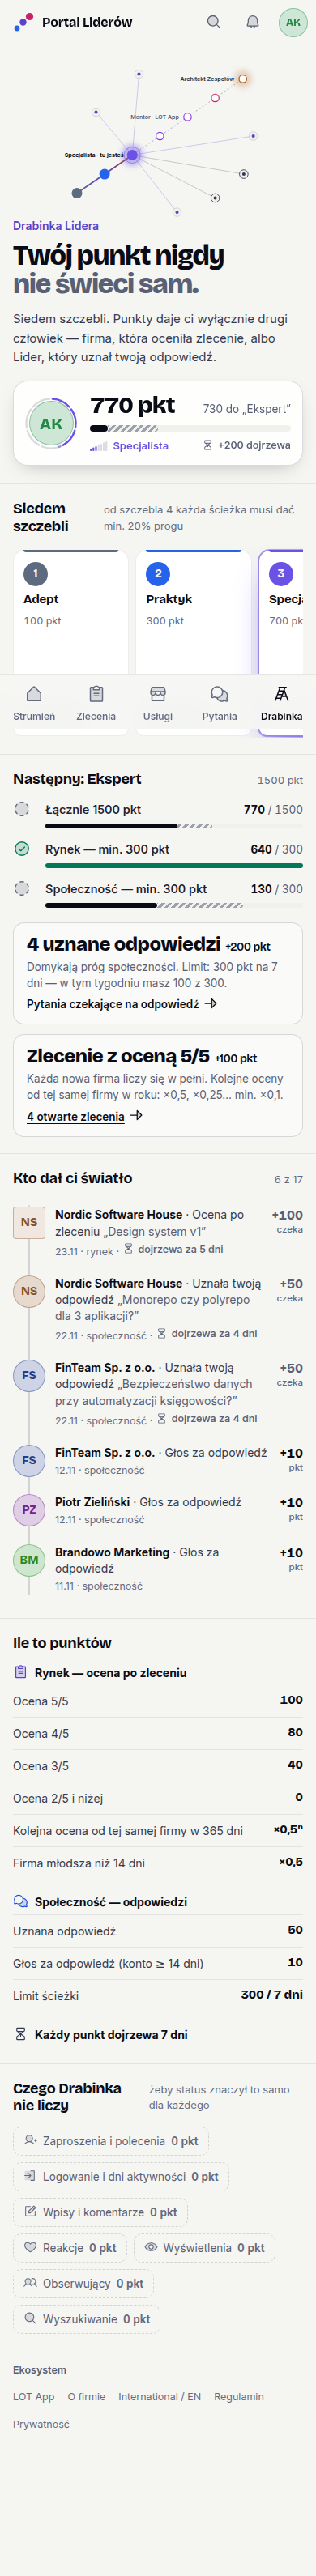 Portal Liderów
AK
Architekt Zespołów
Mentor · LOT App
Specjalista · tu jesteś
Drabinka Lidera
Twój punkt nigdy
nie świeci sam.
Siedem szczebli. Punkty daje ci wyłącznie drugi
człowiek — firma, która oceniła zlecenie, albo
Lider, który uznał twoją odpowiedź.
AK
770 pkt
730 do „Ekspert”
Specjalista
+200 dojrzewa
Siedem
szczebli
od szczebla 4 każda ścieżka musi dać
min. 20% progu
1
Adept
100 pkt
2
Praktyk
300 pkt
3
Specja
700 pk
Strumień
Zlecenia
Usługi
Pytania
Drabinka
Następny: Ekspert
1500 pkt
Łącznie 1500 pkt
770 / 1500
Rynek — min. 300 pkt
640 / 300
Społeczność — min. 300 pkt
130 / 300
4 uznane odpowiedzi +200 pkt
Domykają próg społeczności. Limit: 300 pkt na 7
dni — w tym tygodniu masz 100 z 300.
Pytania czekające na odpowiedź
Zlecenie z oceną 5/5 +100 pkt
Każda nowa firma liczy się w pełni. Kolejne oceny
od tej samej firmy w roku: ×0,5, ×0,25… min. ×0,1.
4 otwarte zlecenia
Kto dał ci światło
6 z 17
NS
Nordic Software House · Ocena po
zleceniu „Design system v1”
23.11 · rynek · dojrzewa za 5 dni
+100
czeka
NS
Nordic Software House · Uznała twoją
odpowiedź „Monorepo czy polyrepo
dla 3 aplikacji?”
22.11 · społeczność · dojrzewa za 4 dni
+50
czeka
FS
FinTeam Sp. z o.o. · Uznała twoją
odpowiedź „Bezpieczeństwo danych
przy automatyzacji księgowości?”
22.11 · społeczność · dojrzewa za 4 dni
+50
czeka
FS
FinTeam Sp. z o.o. · Głos za odpowiedź
12.11 · społeczność
+10
pkt
PZ
Piotr Zieliński · Głos za odpowiedź
12.11 · społeczność
+10
pkt
BM
Brandowo Marketing · Głos za
odpowiedź
11.11 · społeczność
+10
pkt
Ile to punktów
Rynek — ocena po zleceniu
Ocena 5/5
100
Ocena 4/5
80
Ocena 3/5
40
Ocena 2/5 i niżej
0
Kolejna ocena od tej samej firmy w 365 dni
×0,5ⁿ
Firma młodsza niż 14 dni
×0,5
Społeczność — odpowiedzi
Uznana odpowiedź
50
Głos za odpowiedź (konto ≥ 14 dni)
10
Limit ścieżki
300 / 7 dni
Każdy punkt dojrzewa 7 dni
Czego Drabinka
nie liczy
żeby status znaczył to samo
dla każdego
Zaproszenia i polecenia 0 pkt
Logowanie i dni aktywności 0 pkt
Wpisy i komentarze 0 pkt
Reakcje 0 pkt
Wyświetlenia 0 pkt
Obserwujący 0 pkt
Wyszukiwanie 0 pkt
Ekosystem
LOT App
O firmie
International / EN
Regulamin
Prywatność